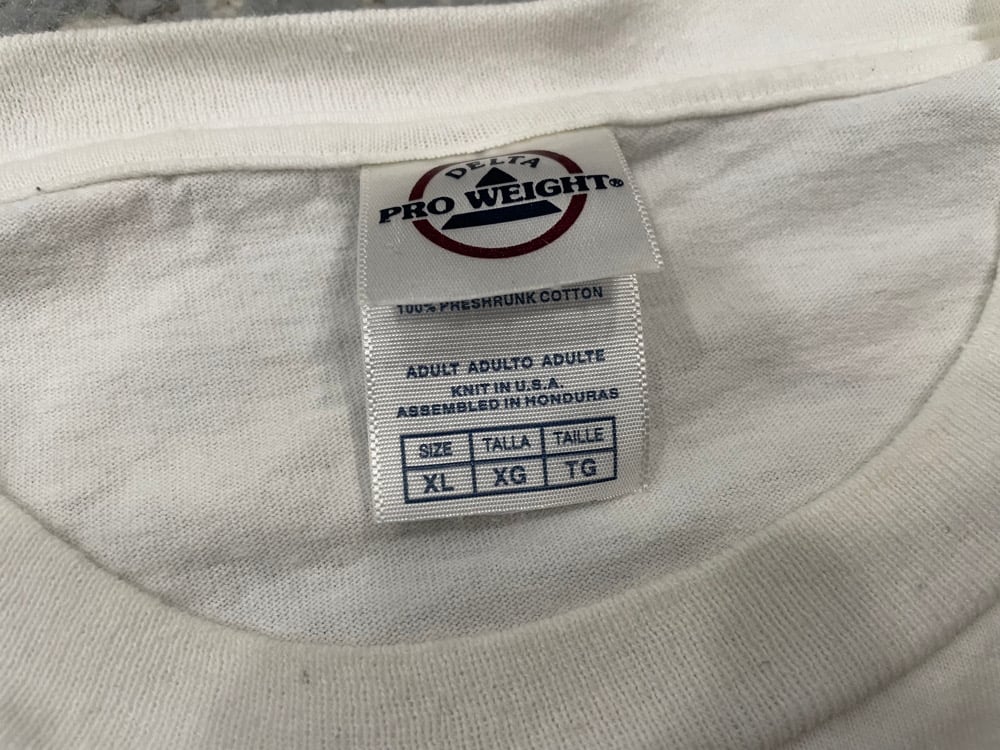 DELTA
PRO WEIGHT®
100% PRESHRUNK COTTON
ADULT ADULTO ADULTE
KNIT IN U.S.A.
ASSEMBLED IN HONDURAS
SIZE TALLA TAILLE
XL XG TG